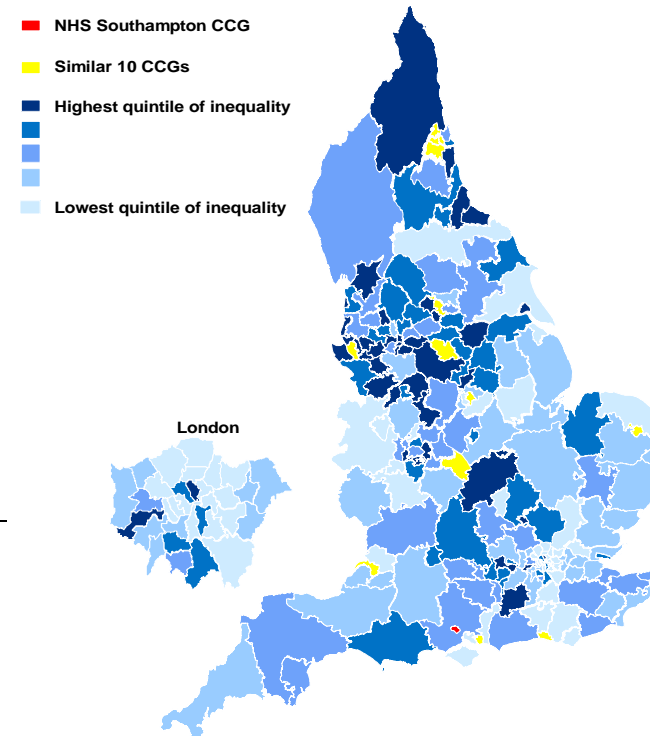 NHS Southampton CCG
Similar 10 CCGs
Highest quintile of inequality
Lowest quintile of inequality
London